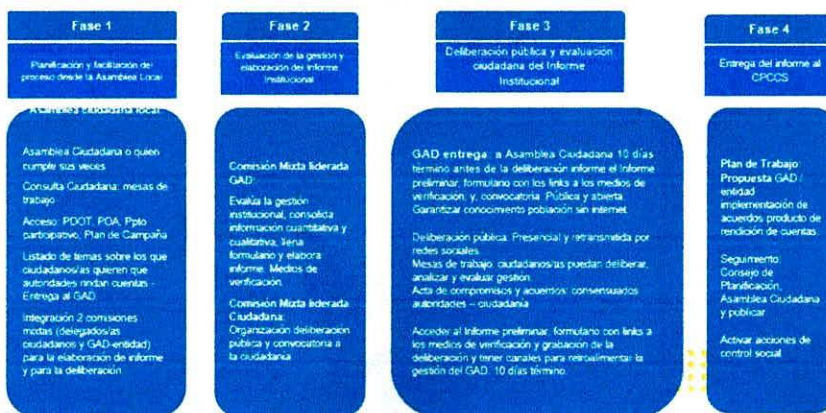 Fase 1
Planificación y facilitación del
proceso desde la Asamblea Local
Asamblea ciudadana local
Asamblea Ciudadana o quien
cumple sus veces
Consulta Ciudadana: mesas de
trabajo
Acceso: PDOT, POA, Ppto
participativo, Plan de Campaña
Listado de temas sobre los que
ciudadanos/as quieren que
autoridades rindan cuentas -
Entrega al GAD
Integración 2 comisiones
mixtas (delegados/as
ciudadanos y GAD-entidad)
para la elaboración de informe
y para la deliberación
Fase 2
Evaluación de la gestión y
elaboración del Informe
Institucional
Comisión Mixta liderada
GAD:
Evalúa la gestión
institucional, consolida
información cuantitativa y
cualitativa, llena
formulario y elabora
informe. Medios de
verificación.
Comisión Mixta liderada
Ciudadana:
Organización deliberación
pública y convocatoria a
la ciudadanía
Fase 3
Deliberación pública y evaluación
ciudadana del Informe
Institucional
GAD entrega: a Asamblea Ciudadana 10 días
término antes de la deliberación informe el Informe
preliminar, formulario con los links a los medios de
verificación; y, convocatoria. Pública y abierta.
Garantizar conocimiento población sin internet.
Deliberación pública: Presencial y retransmitida por
redes sociales.
Mesas de trabajo: ciudadanos/as puedan deliberar,
analizar y evaluar gestión.
Acta de compromisos y acuerdos: consensuados
autoridades – ciudadanía
Acceder al Informe preliminar, formulario con links a
los medios de verificación y grabación de la
deliberación y tener canales para retroalimentar la
gestión del GAD. 10 días término.
Fase 4
Entrega del informe al
CPCCS
Plan de Trabajo:
Propuesta GAD /
entidad
implementación de
acuerdos producto de
rendición de cuentas.
Seguimiento:
Consejo de
Planificación,
Asamblea Ciudadana
y publicar
Activar acciones de
control social